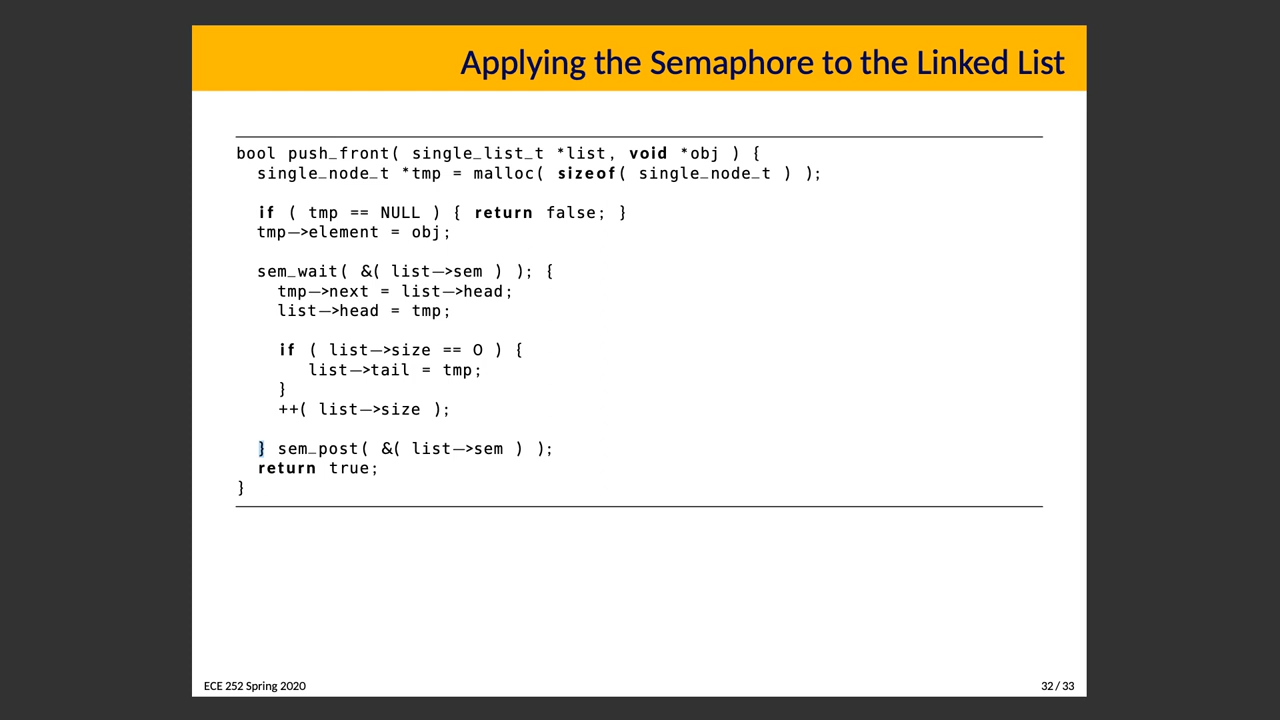 Applying the Semaphore to the Linked List
bool push_front( single_list_t *list, void *obj ) {
  single_node_t *tmp = malloc( sizeof( single_node_t ) );
  if ( tmp == NULL ) { return false; }
  tmp->element = obj;
  sem_wait( &( list->sem ) ); {
    tmp->next = list->head;
    list->head = tmp;
    if ( list->size == 0 ) {
       list->tail = tmp;
    }
    ++( list->size );
  } sem_post( &( list->sem ) );
  return true;
}
ECE 252 Spring 2020
32 / 33